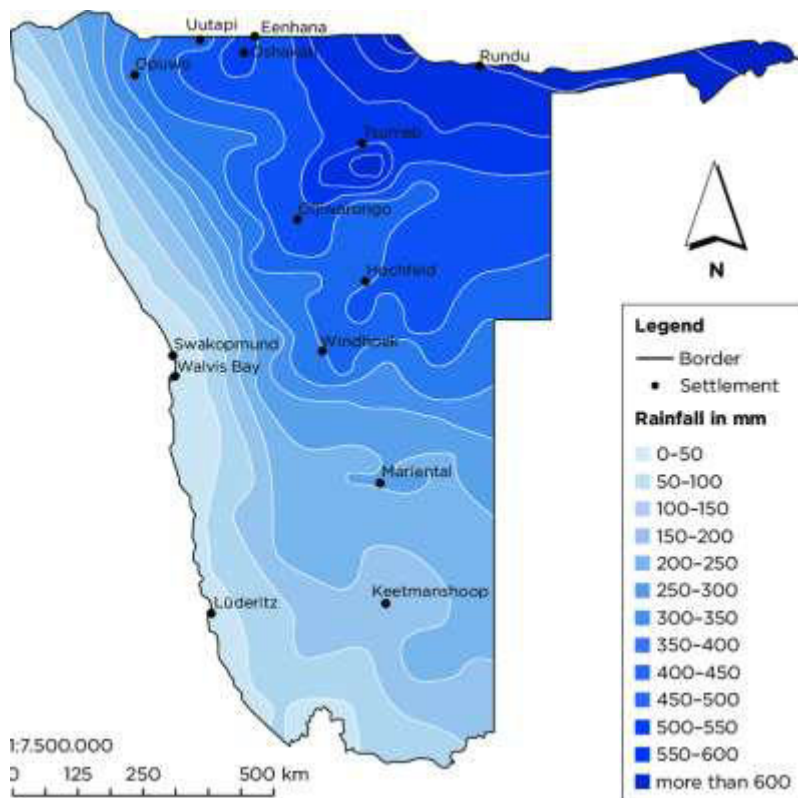 Uutapi
Eenhana
Opuwo
Oshakati
Rundu
Tsumeb
Otjiwarongo
Hochfeld
N
Swakopmund
Windhoek
Walvis Bay
Mariental
Keetmanshoop
Lüderitz
Legend
Border
Settlement
Rainfall in mm
0–50
50–100
100–150
150–200
200–250
250–300
300–350
350–400
400–450
450–500
500–550
550–600
more than 600
1:7.500.000
0 125 250 500 km